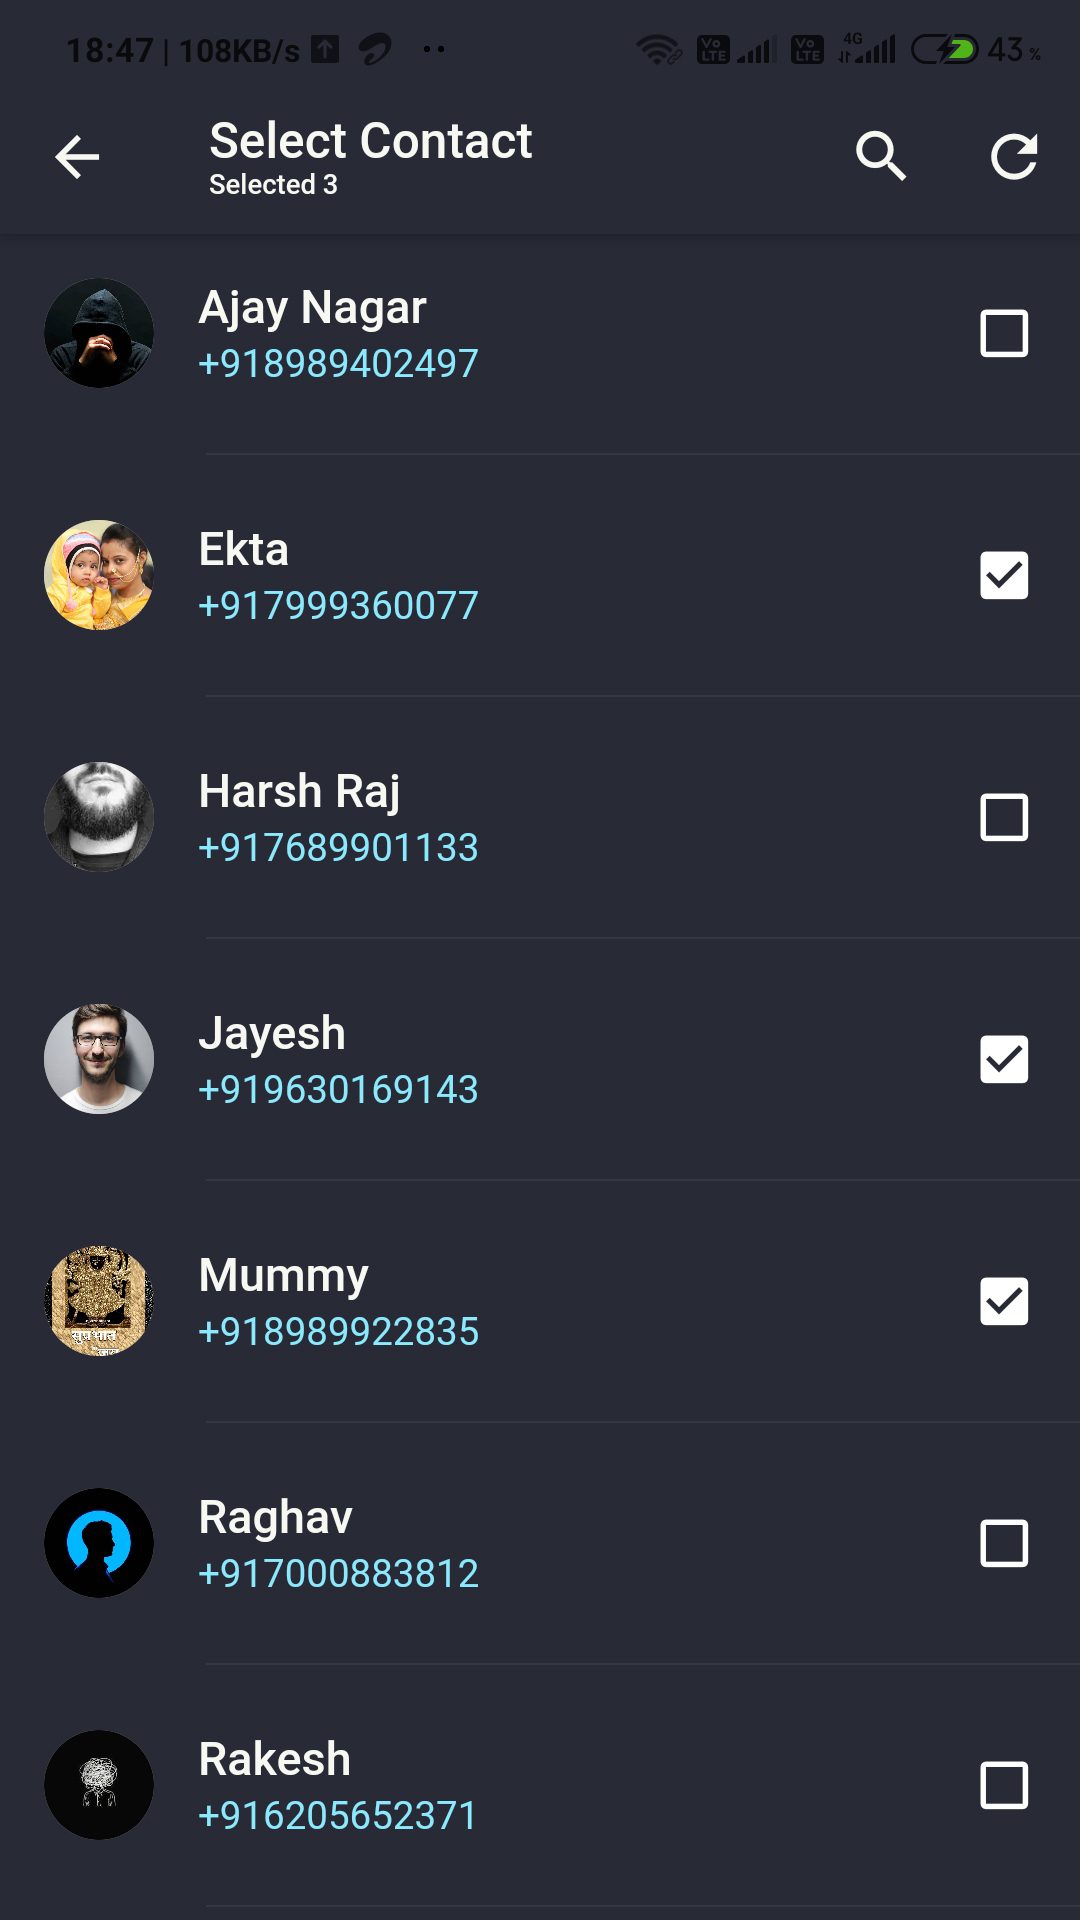 18:47 | 108KB/s
Vo LTE
Vo LTE
4G
43 %
Select Contact
Selected 3
Ajay Nagar
+918989402497
Ekta
+917999360077
Harsh Raj
+917689901133
Jayesh
+919630169143
Mummy
+918989922835
सुप्रभात
Raghav
+917000883812
Rakesh
+916205652371